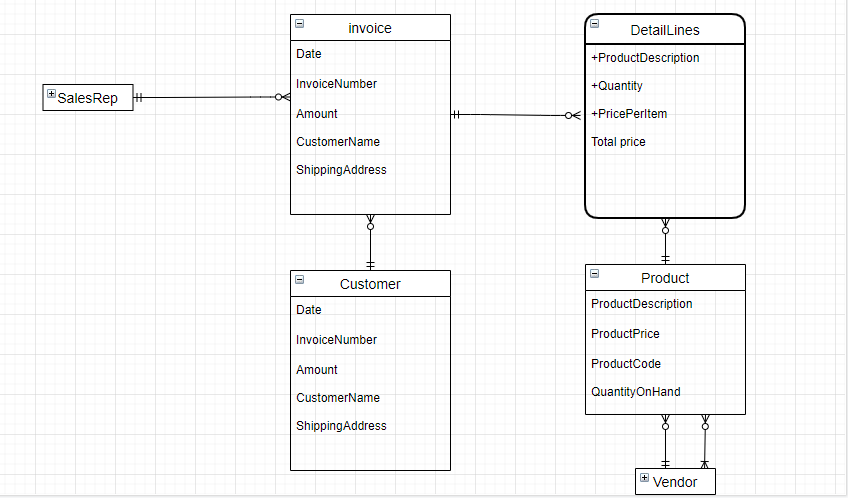 invoice
Date
InvoiceNumber
Amount
CustomerName
ShippingAddress
DetailLines
+ProductDescription
+Quantity
+PricePerItem
Total price
SalesRep
Customer
Date
InvoiceNumber
Amount
CustomerName
ShippingAddress
Product
ProductDescription
ProductPrice
ProductCode
QuantityOnHand
Vendor